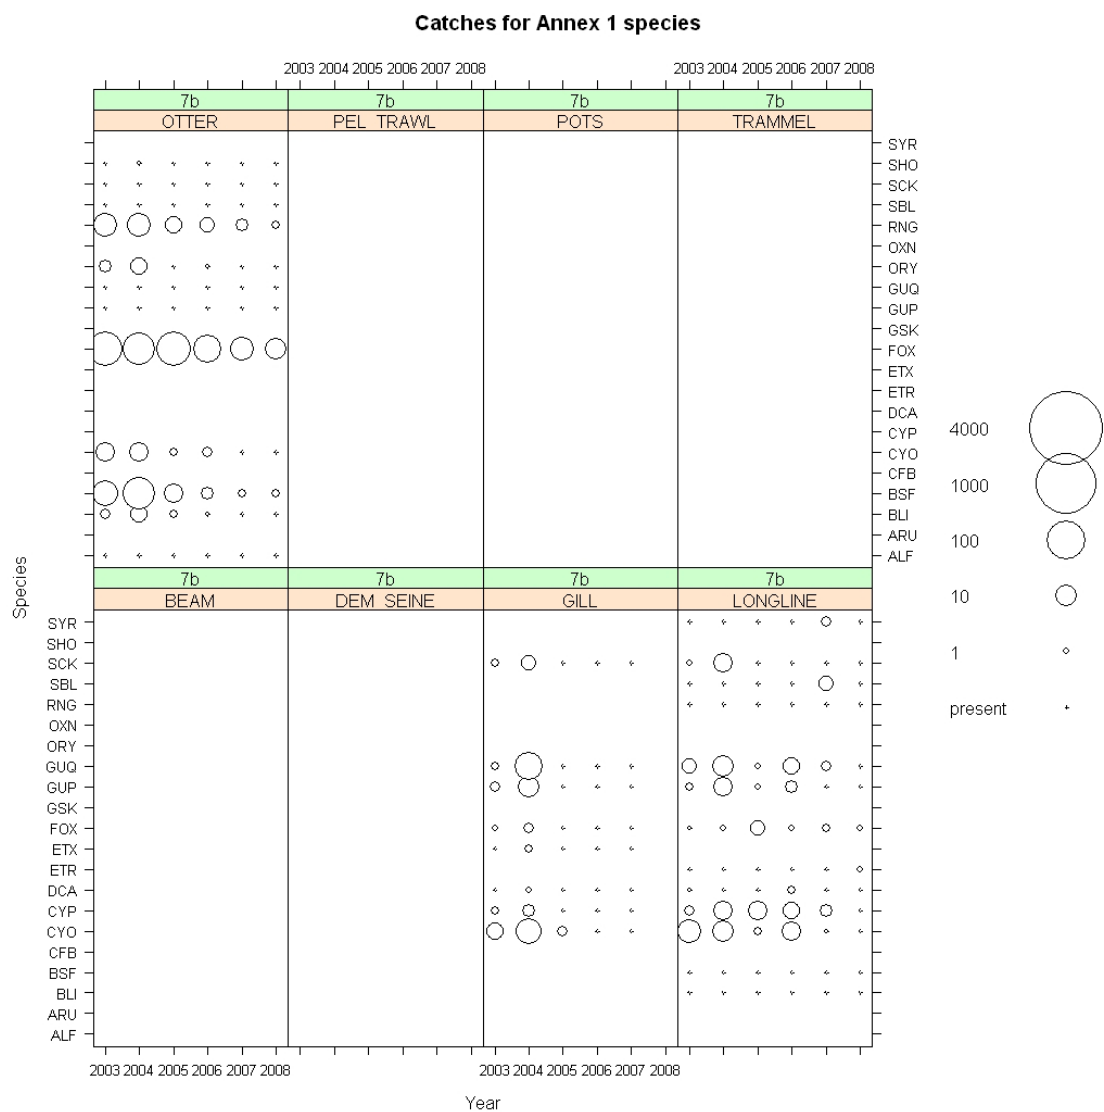 Catches for Annex 1 species
2003 2004 2005 2006 2007 2008 2003 2004 2005 2006 2007 2008
7b 7b 7b 7b
OTTER PEL TRAWL POTS TRAMMEL
SYR
SHO
SCK
SBL
RNG
OXN
ORY
GUQ
GUP
GSK
FOX
ETX
ETR
DCA
CYP
CYO
CFB
BSF
BLI
ARU
ALF
4000
1000
100
10
1
present
Species
7b 7b 7b 7b
BEAM DEM SEINE GILL LONGLINE
SYR
SHO
SCK
SBL
RNG
OXN
ORY
GUQ
GUP
GSK
FOX
ETX
ETR
DCA
CYP
CYO
CFB
BSF
BLI
ARU
ALF
2003 2004 2005 2006 2007 2008 2003 2004 2005 2006 2007 2008
Year